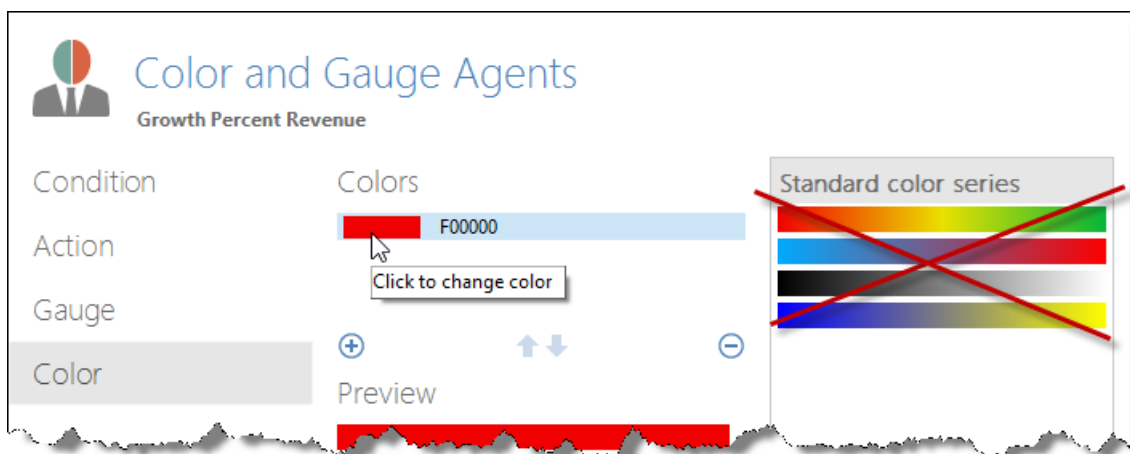 Color and Gauge Agents
Growth Percent Revenue
Condition
Action
Gauge
Color
Colors
F00000
Click to change color
Preview
Standard color series